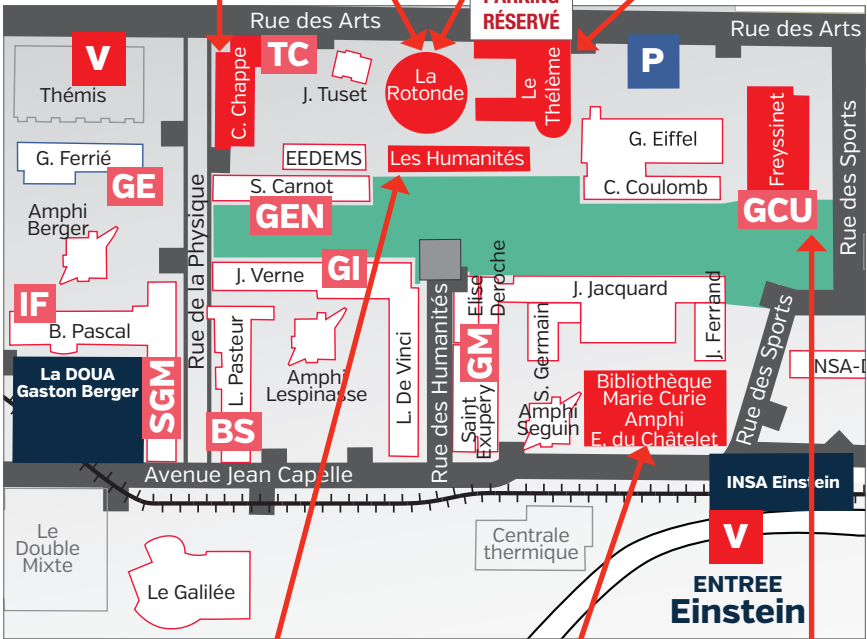 PARKING
RÉSERVÉ
Rue des Arts
Rue des Arts
V
Thémis
C. Chappe
TC
J. Tuset
La
Rotonde
Le
Thélème
P
Freyssinet
Rue des Sports
G. Ferrié
GE
EEDEMS
Les Humanités
G. Eiffel
S. Carnot
C. Coulomb
GEN
GCU
Amphi
Berger
Rue de la Physique
J. Verne
GI
Elise
Deroche
J. Jacquard
J. Ferrand
IF
B. Pascal
L. Pasteur
Amphi
Lespinasse
L. De Vinci
Rue des Humanités
GM
Saint
Exupéry
S. Germain
Amphi
Seguin
Bibliothèque
Marie Curie
Amphi
E. du Châtelet
Rue des Sports
NSA-
La DOUA
Gaston Berger
SGM
BS
Avenue Jean Capelle
INSA Einstein
V
ENTREE
Einstein
Le
Double
Mixte
Le Galilée
Centrale
thermique